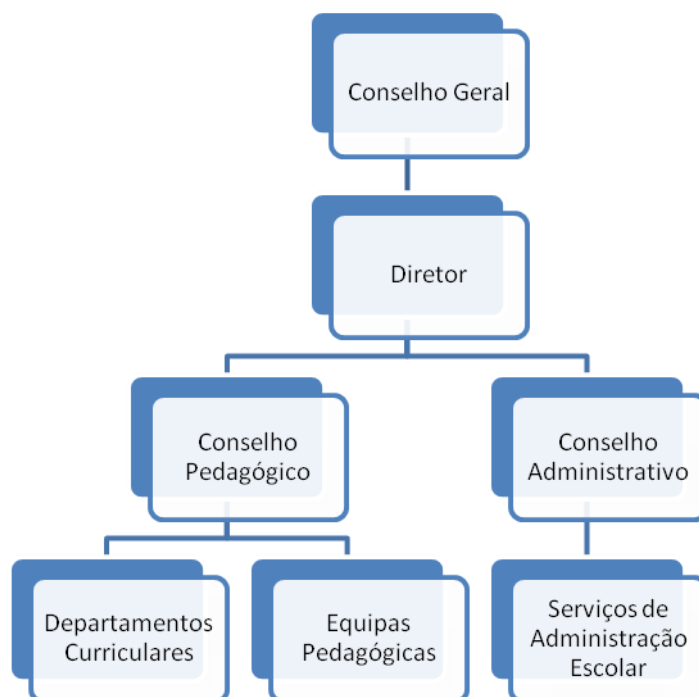 Conselho Geral
Diretor
Conselho
Pedagógico
Conselho
Administrativo
Departamentos
Curriculares
Equipas
Pedagógicas
Serviços de
Administração
Escolar